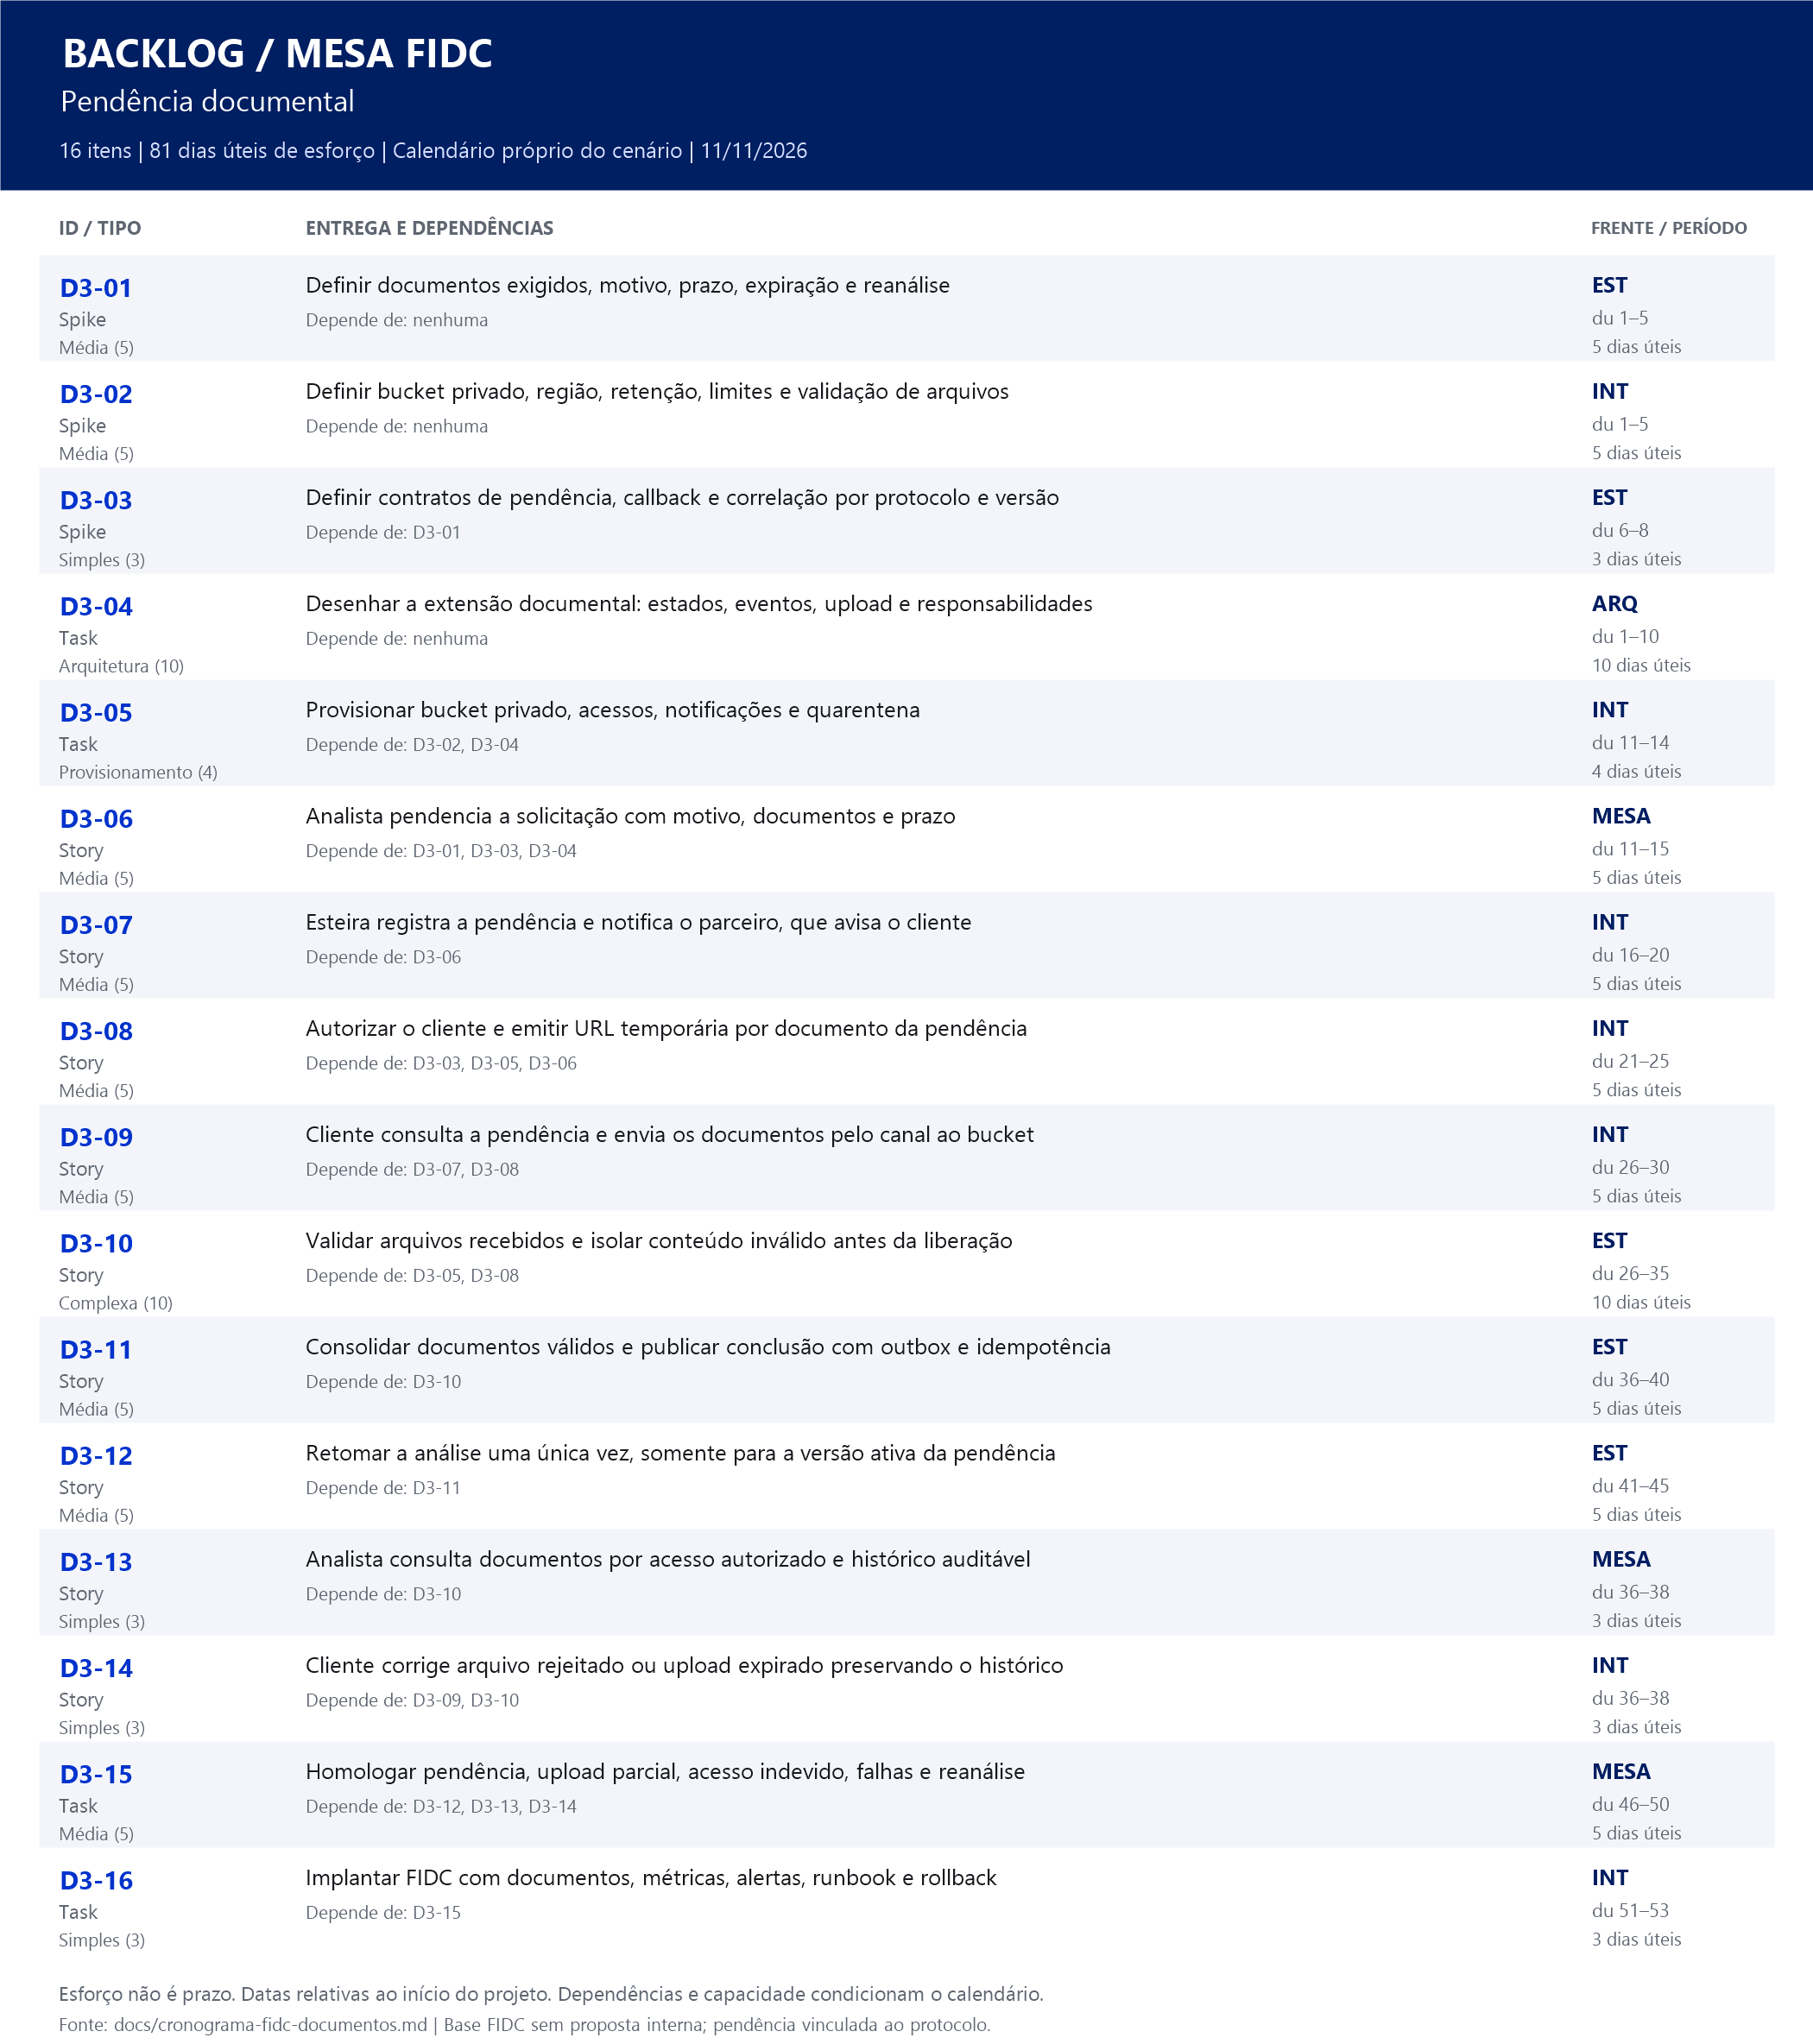 BACKLOG / MESA FIDC
Pendência documental
16 itens | 81 dias úteis de esforço | Calendário próprio do cenário | 11/11/2026
ID / TIPO ENTREGA E DEPENDÊNCIAS FRENTE / PERÍODO
D3-01 Definir documentos exigidos, motivo, prazo, expiração e reanálise EST
Spike Depende de: nenhuma du 1–5
Média (5) 5 dias úteis
D3-02 Definir bucket privado, região, retenção, limites e validação de arquivos INT
Spike Depende de: nenhuma du 1–5
Média (5) 5 dias úteis
D3-03 Definir contratos de pendência, callback e correlação por protocolo e versão EST
Spike Depende de: D3-01 du 6–8
Simples (3) 3 dias úteis
D3-04 Desenhar a extensão documental: estados, eventos, upload e responsabilidades ARQ
Task Depende de: nenhuma du 1–10
Arquitetura (10) 10 dias úteis
D3-05 Provisionar bucket privado, acessos, notificações e quarentena INT
Task Depende de: D3-02, D3-04 du 11–14
Provisionamento (4) 4 dias úteis
D3-06 Analista pendencia a solicitação com motivo, documentos e prazo MESA
Story Depende de: D3-01, D3-03, D3-04 du 11–15
Média (5) 5 dias úteis
D3-07 Esteira registra a pendência e notifica o parceiro, que avisa o cliente INT
Story Depende de: D3-06 du 16–20
Média (5) 5 dias úteis
D3-08 Autorizar o cliente e emitir URL temporária por documento da pendência INT
Story Depende de: D3-03, D3-05, D3-06 du 21–25
Média (5) 5 dias úteis
D3-09 Cliente consulta a pendência e envia os documentos pelo canal ao bucket INT
Story Depende de: D3-07, D3-08 du 26–30
Média (5) 5 dias úteis
D3-10 Validar arquivos recebidos e isolar conteúdo inválido antes da liberação EST
Story Depende de: D3-05, D3-08 du 26–35
Complexa (10) 10 dias úteis
D3-11 Consolidar documentos válidos e publicar conclusão com outbox e idempotência EST
Story Depende de: D3-10 du 36–40
Média (5) 5 dias úteis
D3-12 Retomar a análise uma única vez, somente para a versão ativa da pendência EST
Story Depende de: D3-11 du 41–45
Média (5) 5 dias úteis
D3-13 Analista consulta documentos por acesso autorizado e histórico auditável MESA
Story Depende de: D3-10 du 36–38
Simples (3) 3 dias úteis
D3-14 Cliente corrige arquivo rejeitado ou upload expirado preservando o histórico INT
Story Depende de: D3-09, D3-10 du 36–38
Simples (3) 3 dias úteis
D3-15 Homologar pendência, upload parcial, acesso indevido, falhas e reanálise MESA
Task Depende de: D3-12, D3-13, D3-14 du 46–50
Média (5) 5 dias úteis
D3-16 Implantar FIDC com documentos, métricas, alertas, runbook e rollback INT
Task Depende de: D3-15 du 51–53
Simples (3) 3 dias úteis
Esforço não é prazo. Datas relativas ao início do projeto. Dependências e capacidade condicionam o calendário.
Fonte: docs/cronograma-fidc-documentos.md | Base FIDC sem proposta interna; pendência vinculada ao protocolo.